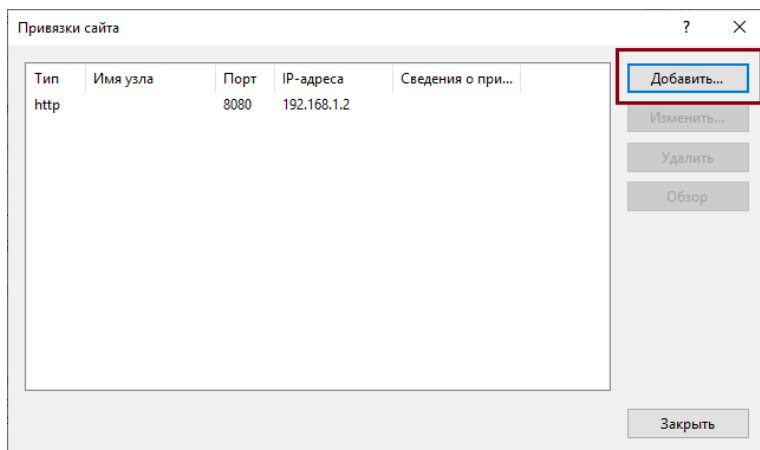 Привязки сайта ?
Тип Имя узла Порт IP-адреса Сведения о при...
http 8080 192.168.1.2
Добавить...
Изменить...
Удалить
Обзор
Закрыть